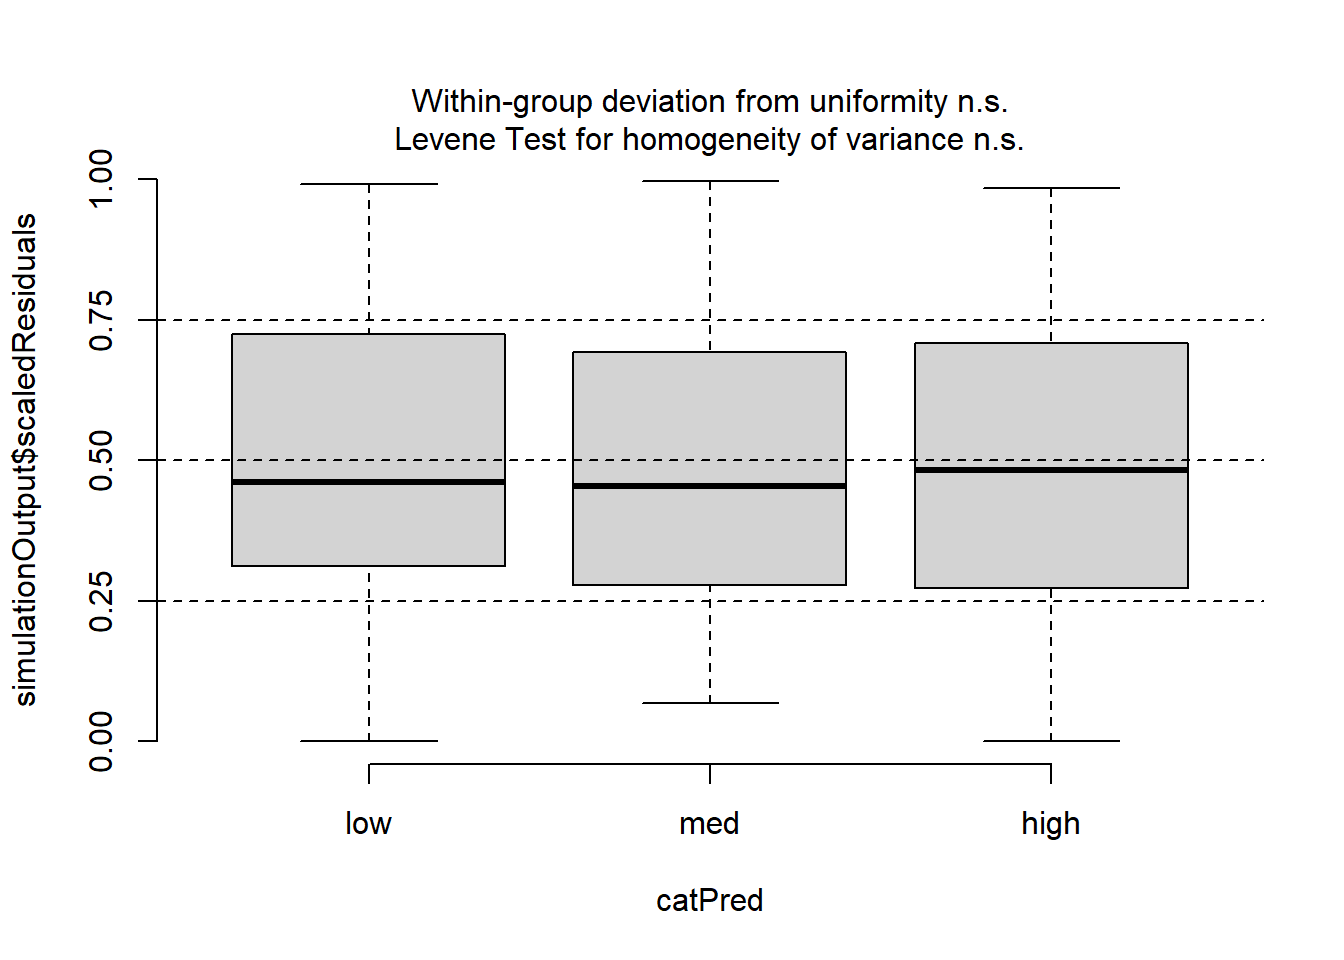 Within-group deviation from uniformity n.s.
Levene Test for homogeneity of variance n.s.
simulationOutput$scaledResiduals
1.00
0.75
0.50
0.25
0.00
low
med
high
catPred